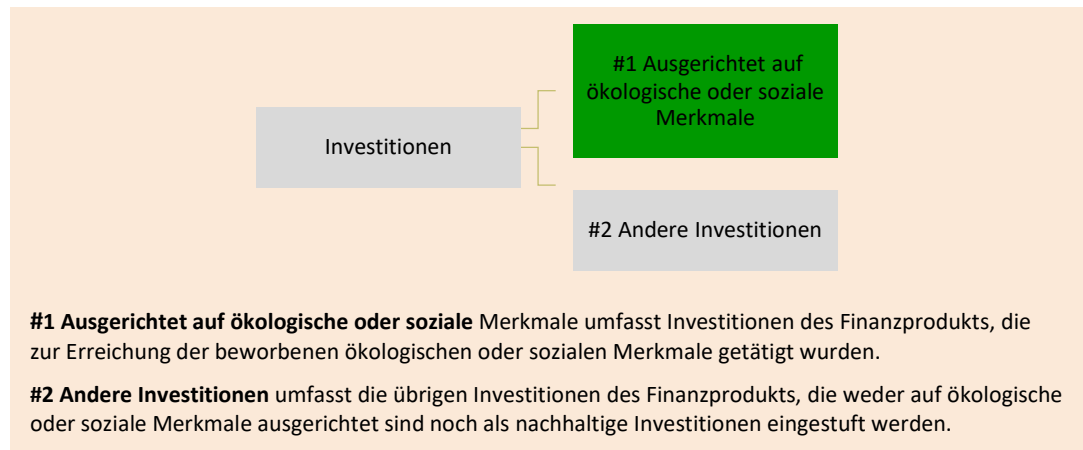 #1 Ausgerichtet auf
ökologische oder soziale
Merkmale
Investitionen
#2 Andere Investitionen
#1 Ausgerichtet auf ökologische oder soziale Merkmale umfasst Investitionen des Finanzprodukts, die
zur Erreichung der beworbenen ökologischen oder sozialen Merkmale getätigt wurden.
#2 Andere Investitionen umfasst die übrigen Investitionen des Finanzprodukts, die weder auf ökologische
oder soziale Merkmale ausgerichtet sind noch als nachhaltige Investitionen eingestuft werden.